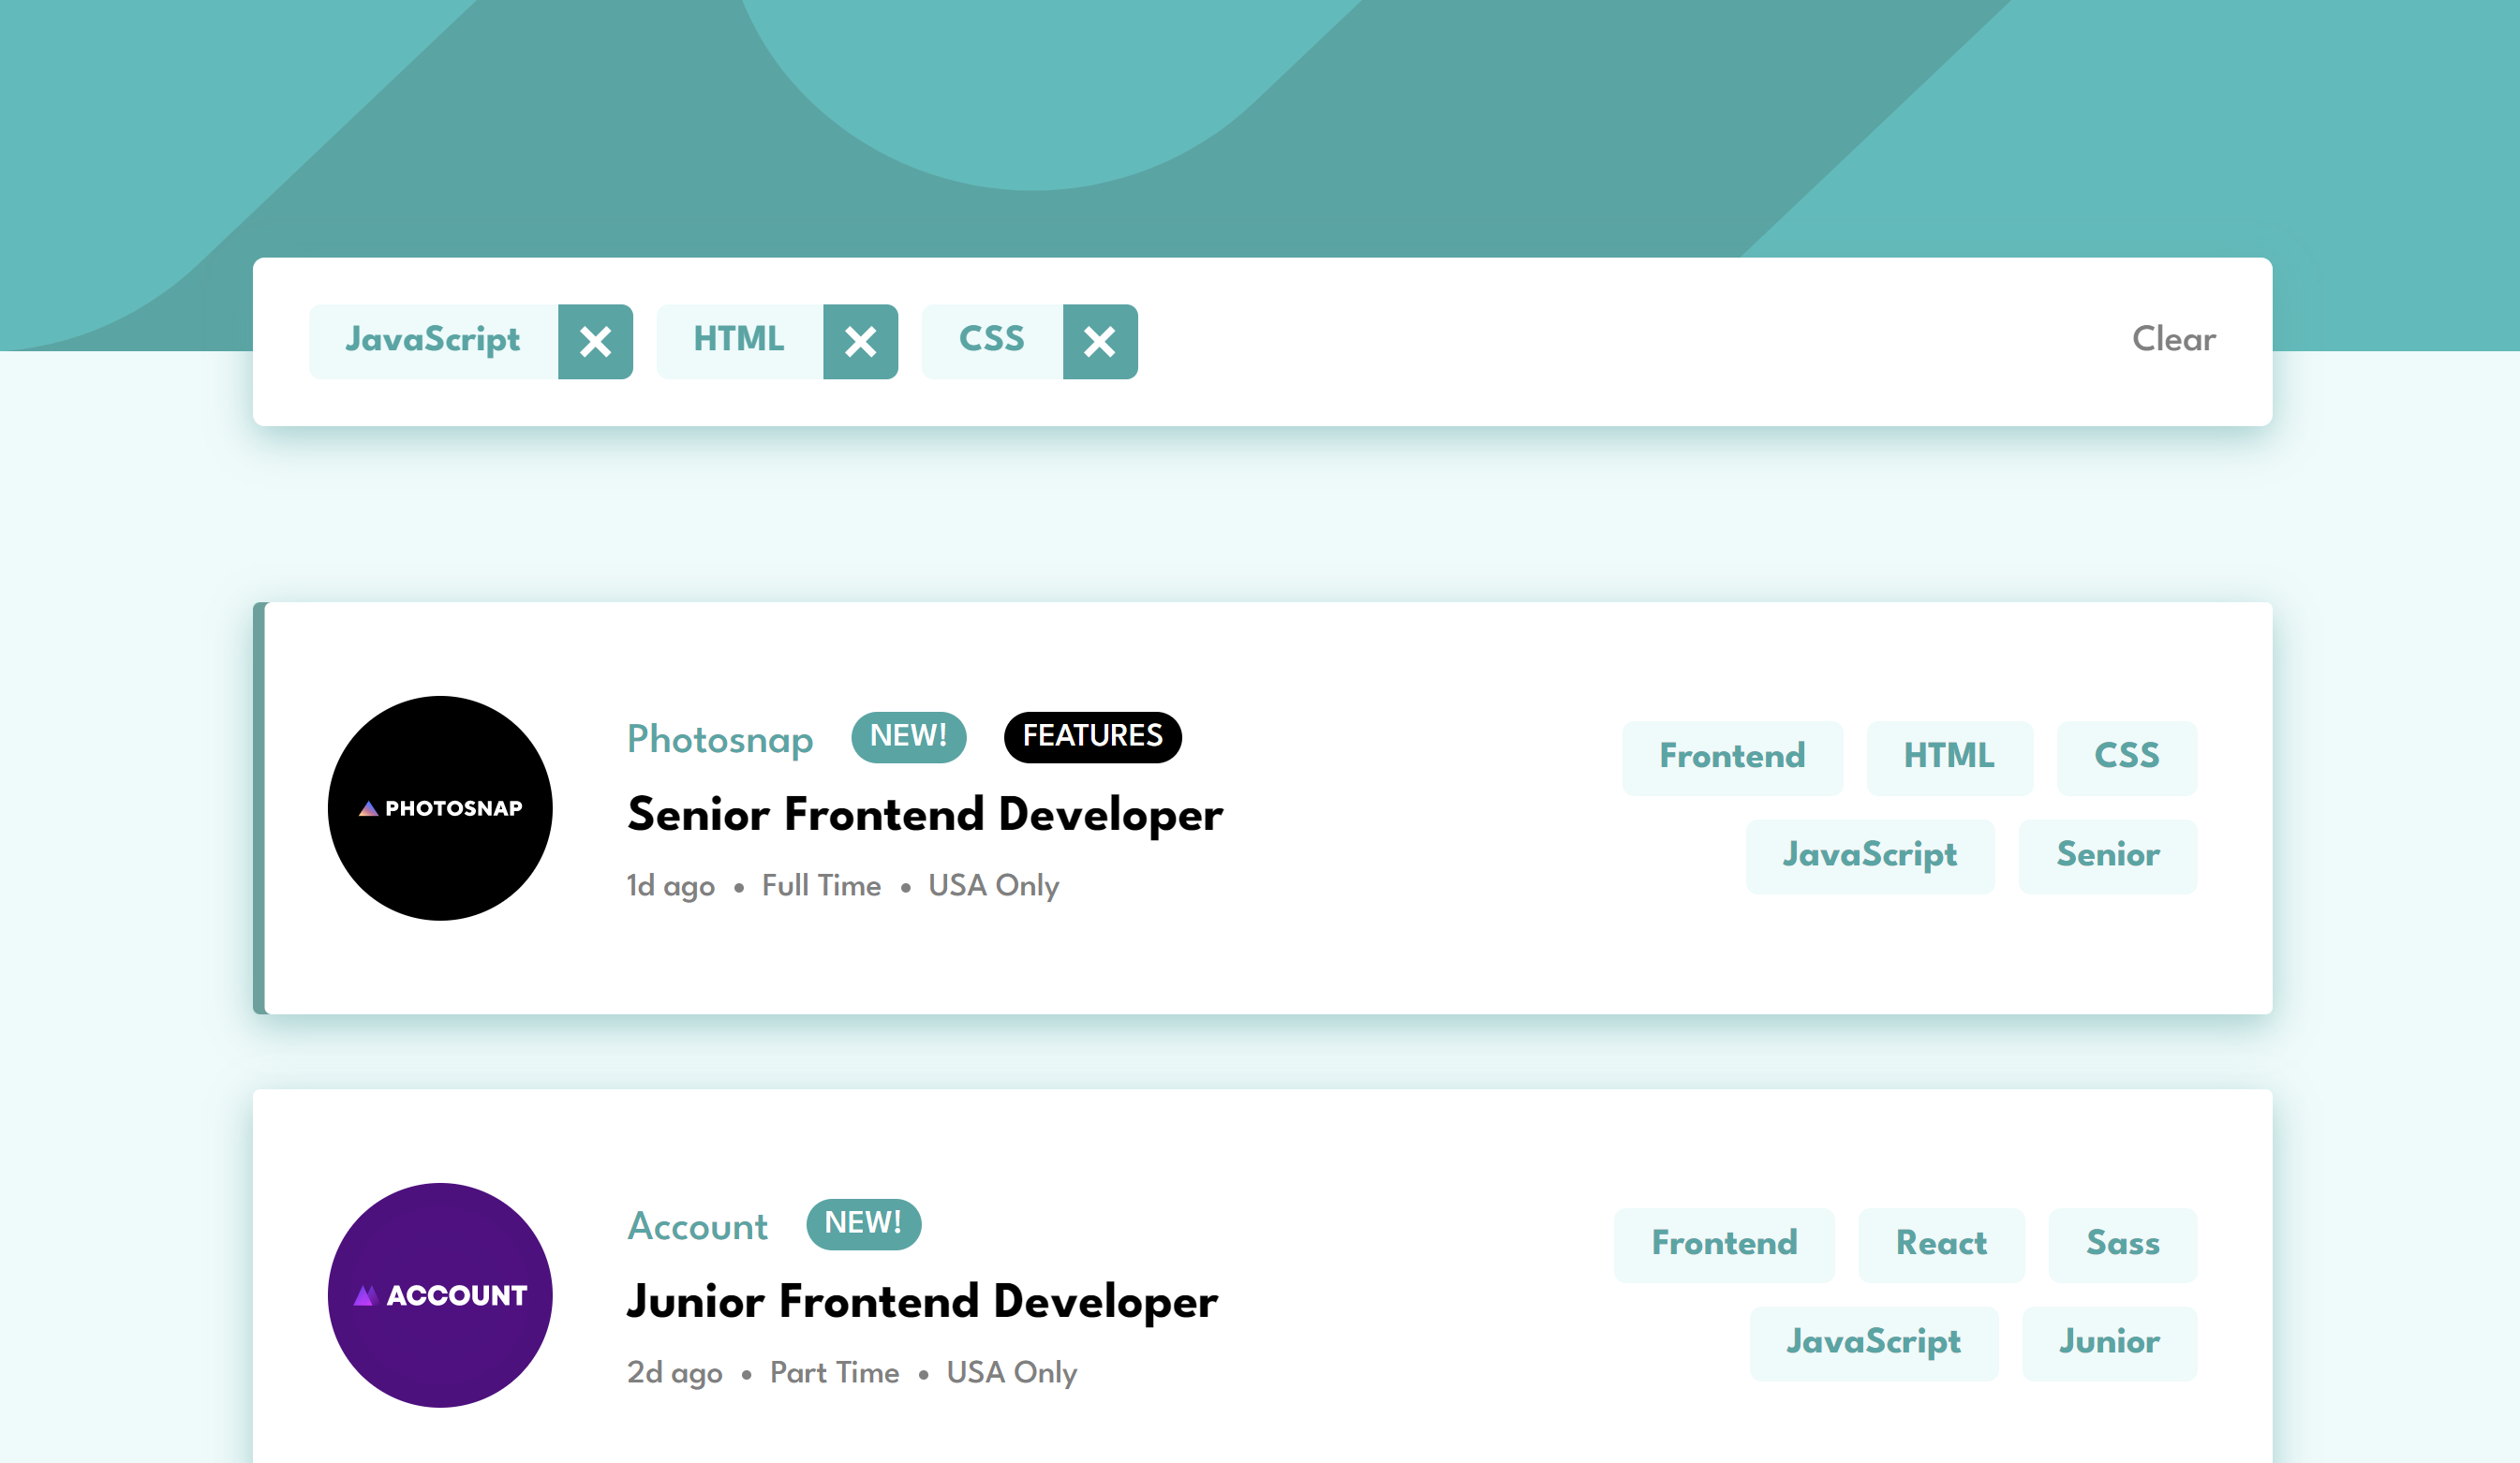 JavaScript HTML CSS Clear
PHOTOSNAP
Photosnap NEW! FEATURES
Senior Frontend Developer
1d ago • Full Time • USA Only
Frontend HTML CSS
JavaScript Senior
ACCOUNT
Account NEW!
Junior Frontend Developer
2d ago • Part Time • USA Only
Frontend React Sass
JavaScript Junior